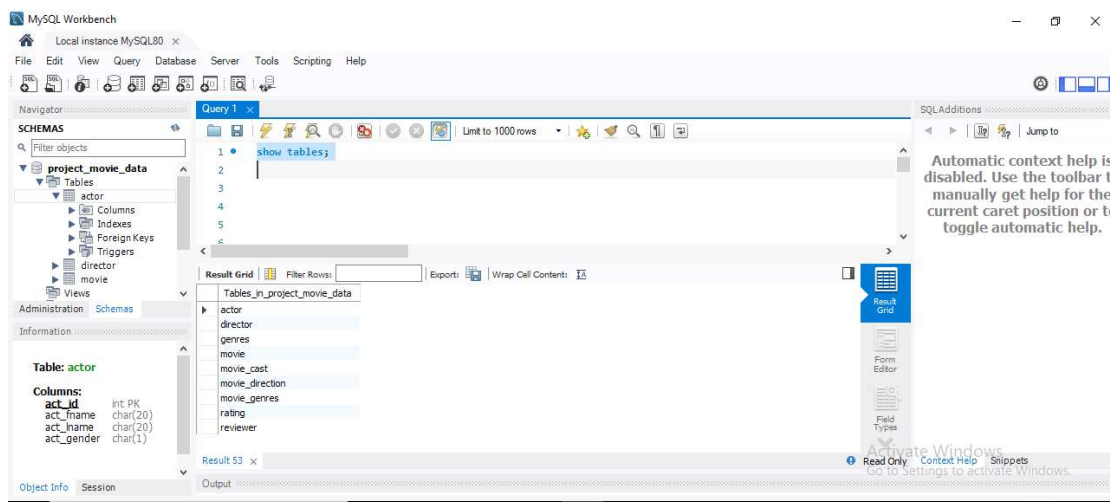 MySQL Workbench
Local instance MySQL80
File Edit View Query Database Server Tools Scripting Help
Navigator
SCHEMAS
Filter objects
project_movie_data
Tables
actor
Columns
Indexes
Foreign Keys
Triggers
director
movie
Views
Administration Schemas
Information
Table: actor
Columns:
act_id int PK
act_fname char(20)
act_lname char(20)
act_gender char(1)
Object Info Session
Query 1
Limit to 1000 rows
1 show tables;
2
3
4
5
6
Result Grid Filter Rows: Export: Wrap Cell Content:
Tables_in_project_movie_data
actor
director
genres
movie
movie_cast
movie_direction
movie_genres
rating
reviewer
Result Grid
Form Editor
Field Types
Result 53
Read Only
Output
SQLAdditions
Jump to
Automatic context help is
disabled. Use the toolbar t
manually get help for the
current caret position or t
toggle automatic help.
Context Help Snippets
Activate Windows
Go to Settings to activate Windows.